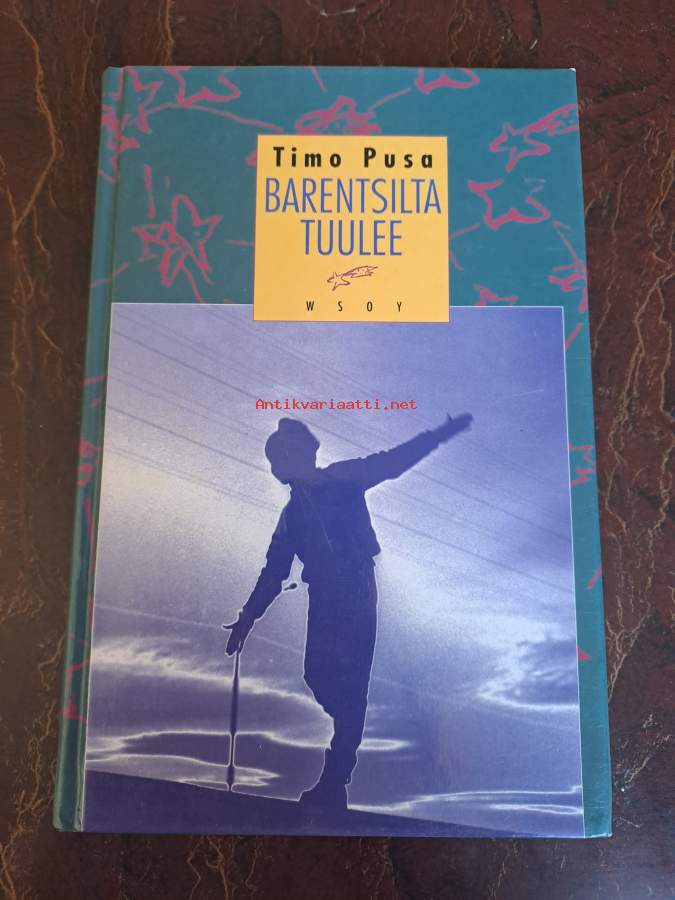 Timo Pusa
BARENTSILTA
TUULEE
WSOY
Antikvariaatti.net